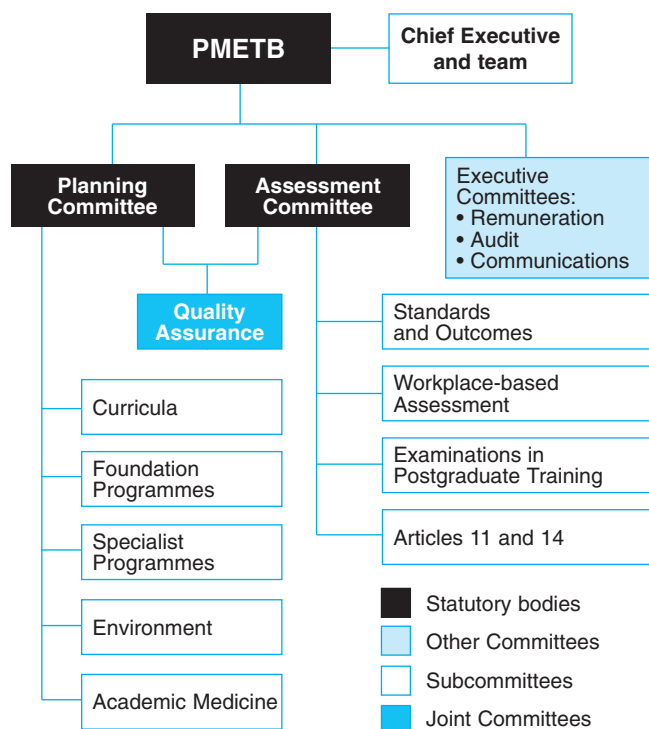 PMETB
Chief Executive
and team
Planning
Committee
Assessment
Committee
Executive
Committees:
• Remuneration
• Audit
• Communications
Quality
Assurance
Curricula
Foundation
Programmes
Specialist
Programmes
Environment
Academic Medicine
Standards
and Outcomes
Workplace-based
Assessment
Examinations in
Postgraduate Training
Articles 11 and 14
Statutory bodies
Other Committees
Subcommittees
Joint Committees